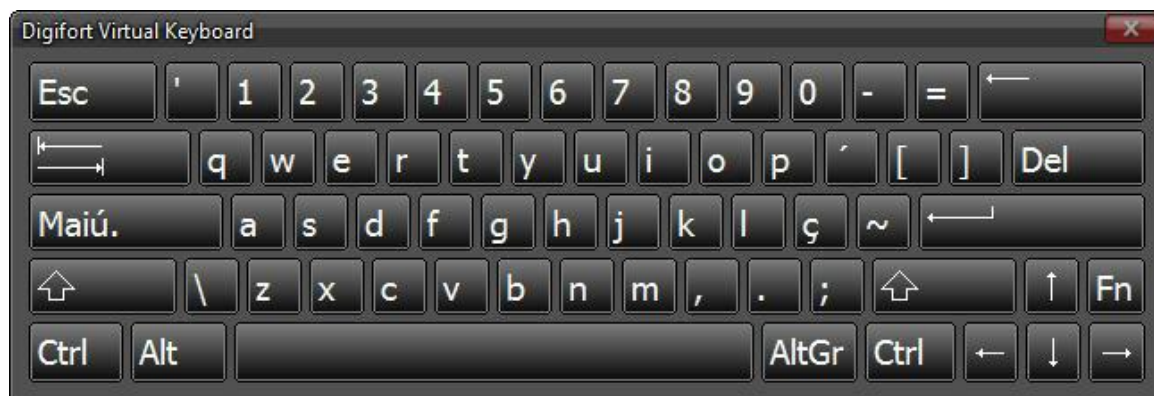 Digifort Virtual Keyboard
Esc ' 1 2 3 4 5 6 7 8 9 0 - =
q w e r t y u i o p ´ [ ] Del
Maiú. a s d f g h j k l ç ~
\ z x c v b n m , . ; Fn
Ctrl Alt AltGr Ctrl